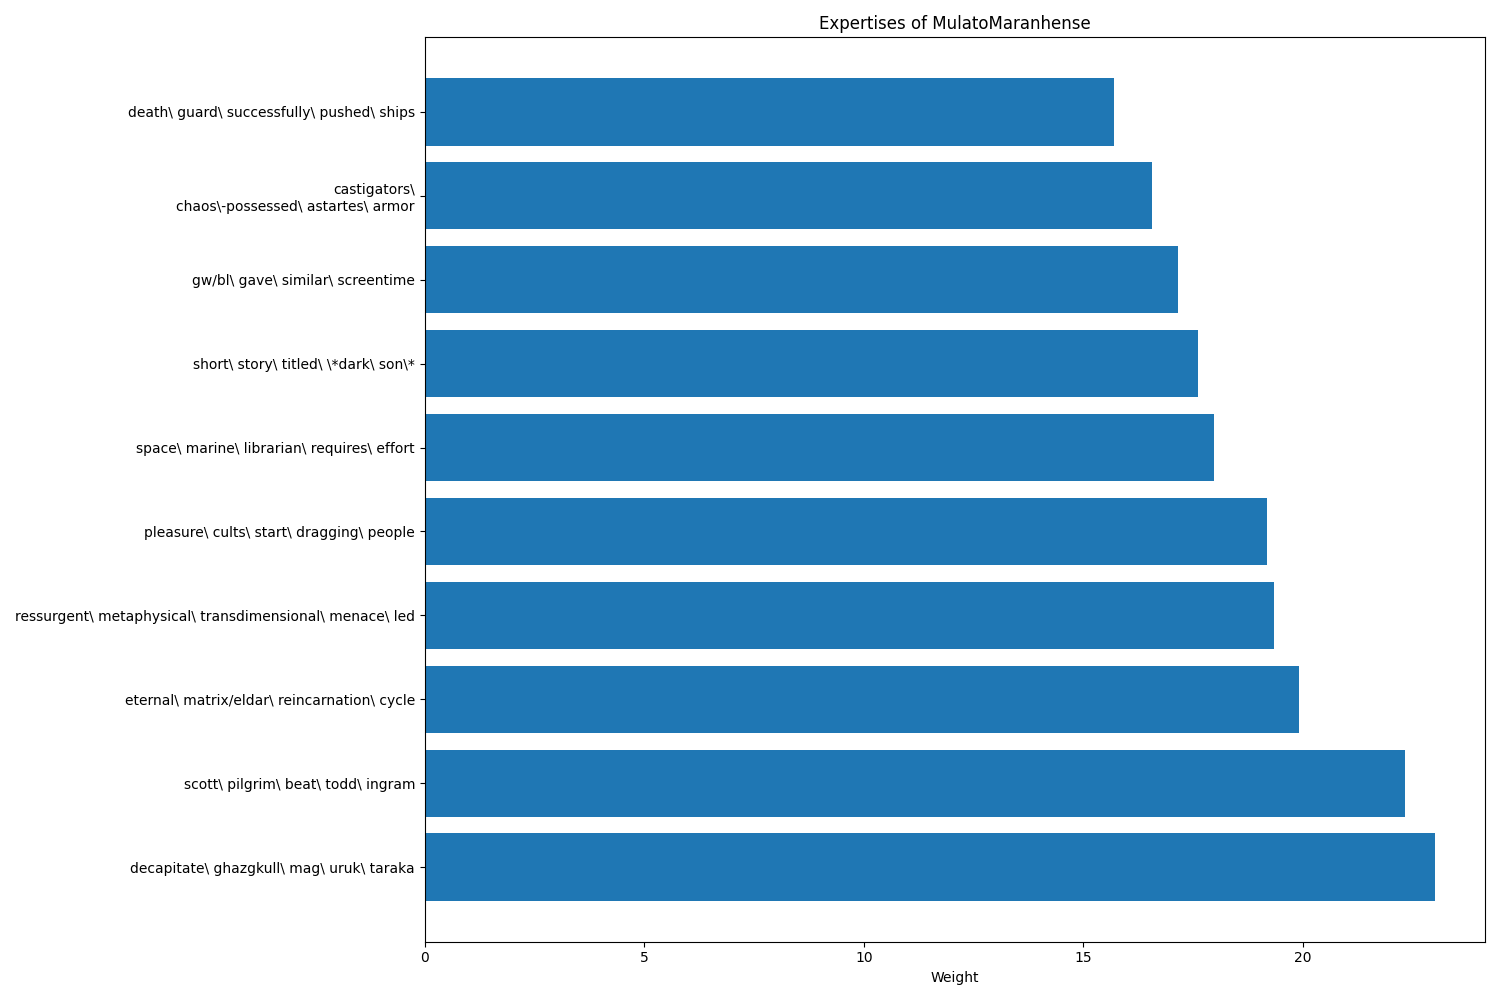 Expertises of MulatoMaranhense
death\ guard\ successfully\ pushed\ ships
castigators\
chaos\-possessed\ astartes\ armor
gw/bl\ gave\ similar\ screentime
short\ story\ titled\ \*dark\ son\*
space\ marine\ librarian\ requires\ effort
pleasure\ cults\ start\ dragging\ people
ressurgent\ metaphysical\ transdimensional\ menace\ led
eternal\ matrix/eldar\ reincarnation\ cycle
scott\ pilgrim\ beat\ todd\ ingram
decapitate\ ghazgkull\ mag\ uruk\ taraka
0 5 10 15 20
Weight